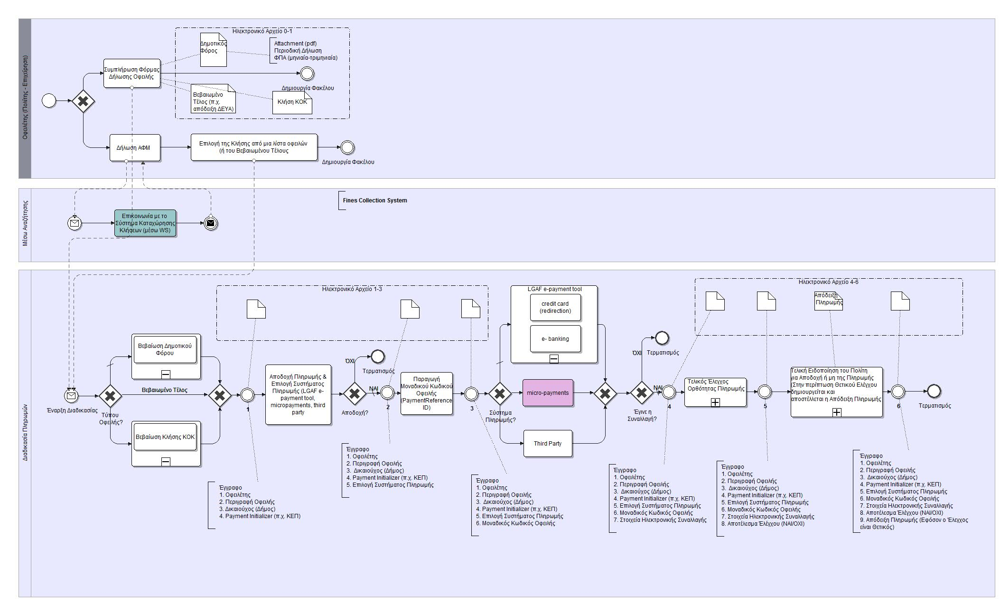 Οφειλέτης (Πολίτης - Επιχείρηση)
Ηλεκτρονικό Αρχείο 0-1
Δημοτικός
Φόρος
Attachment (pdf)
Περιοδική Δήλωση
ΦΠΑ (μηνιαία-τριμηνιαία)
Συμπλήρωση Φόρμας
Δήλωσης Οφειλής
Δημιουργία Φακέλου
Βεβαιωμένο
Τέλος (π.χ.
απόδειξη ΔΕΥΑ)
Κλήση ΚΟΚ
Δήλωση ΑΦΜ
Επιλογή της Κλήσης από μια λίστα οφειλών
(ή του Βεβαιωμένου Τέλους
Δημιουργία Φακέλου
Μέσω Αναζήτησης
Fines Collection System
Επικοινωνία με το
Σύστημα Καταχώρησης
Κλήσεων (μέσω WS)
Διαδικασία Πληρωμών
Ηλεκτρονικό Αρχείο 1-3
LGAF e-payment tool
credit card
(redirection)
e- banking
Ηλεκτρονικό Αρχείο 4-6
Απόδειξη
Πληρωμής
Βεβαίωση Δημοτικού
Φόρου
Βεβαιωμένο Τέλος
Βεβαίωση Κλήσης ΚΟΚ
Έναρξη Διαδικασίας
Τύπου
Οφειλής?
1
Αποδοχή Πληρωμής &
Επιλογή Συστήματος
Πληρωμής (LGAF e-
payment tool,
micropayments, third
party
ΌΧΙ
Τερματισμός
ΝΑΙ
Αποδοχή?
2
Παραγωγή
Μοναδικού Κωδικού
Οφειλής
(PaymentReference
ID)
3
Σύστημα
Πληρωμής?
micro-payments
Third Party
ΌΧΙ
Τερματισμός
ΝΑΙ
Έγινε η
Συναλλαγή?
4
Τελικός Έλεγχος
Ορθότητας Πληρωμής
5
Τελική Ειδοποίηση του Πολίτη
για Αποδοχή ή μη της Πληρωμής
(Στην περίπτωση Θετικού Ελέγχου
δημιουργείται και
αποστέλλεται η Απόδειξη Πληρωμής
6
Τερματισμός
Έγγραφο
1. Οφειλέτης
2. Περιγραφή Οφειλής
3. Δικαιούχος (Δήμος)
4. Payment Initializer (π.χ. ΚΕΠ)
Έγγραφο
1. Οφειλέτης
2. Περιγραφή Οφειλής
3. Δικαιούχος (Δήμος)
4. Payment Initializer (π.χ. ΚΕΠ)
5. Επιλογή Συστήματος Πληρωμής
Έγγραφο
1. Οφειλέτης
2. Περιγραφή Οφειλής
3. Δικαιούχος (Δήμος)
4. Payment Initializer (π.χ. ΚΕΠ)
5. Επιλογή Συστήματος Πληρωμής
6. Μοναδικός Κωδικός Οφειλής
Έγγραφο
1. Οφειλέτης
2. Περιγραφή Οφειλής
3. Δικαιούχος (Δήμος)
4. Payment Initializer (π.χ. ΚΕΠ)
5. Επιλογή Συστήματος Πληρωμής
6. Μοναδικός Κωδικός Οφειλής
7. Στοιχεία Ηλεκτρονικής Συναλλαγής
Έγγραφο
1. Οφειλέτης
2. Περιγραφή Οφειλής
3. Δικαιούχος (Δήμος)
4. Payment Initializer (π.χ. ΚΕΠ)
5. Επιλογή Συστήματος Πληρωμής
6. Μοναδικός Κωδικός Οφειλής
7. Στοιχεία Ηλεκτρονικής Συναλλαγής
8. Αποτέλεσμα Έλέγχου (ΝΑΙ/ΟΧΙ)
Έγγραφο
1. Οφειλέτης
2. Περιγραφή Οφειλής
3. Δικαιούχος (Δήμος)
4. Payment Initializer (π.χ. ΚΕΠ)
5. Επιλογή Συστήματος Πληρωμής
6. Μοναδικός Κωδικός Οφειλής
7. Στοιχεία Ηλεκτρονικής Συναλλαγής
8. Αποτέλεσμα Έλέγχου (ΝΑΙ/ΟΧΙ)
9. Απόδειξη Πληρωμής (Εφόσον ο Έλεγχος
είναι Θετικός)